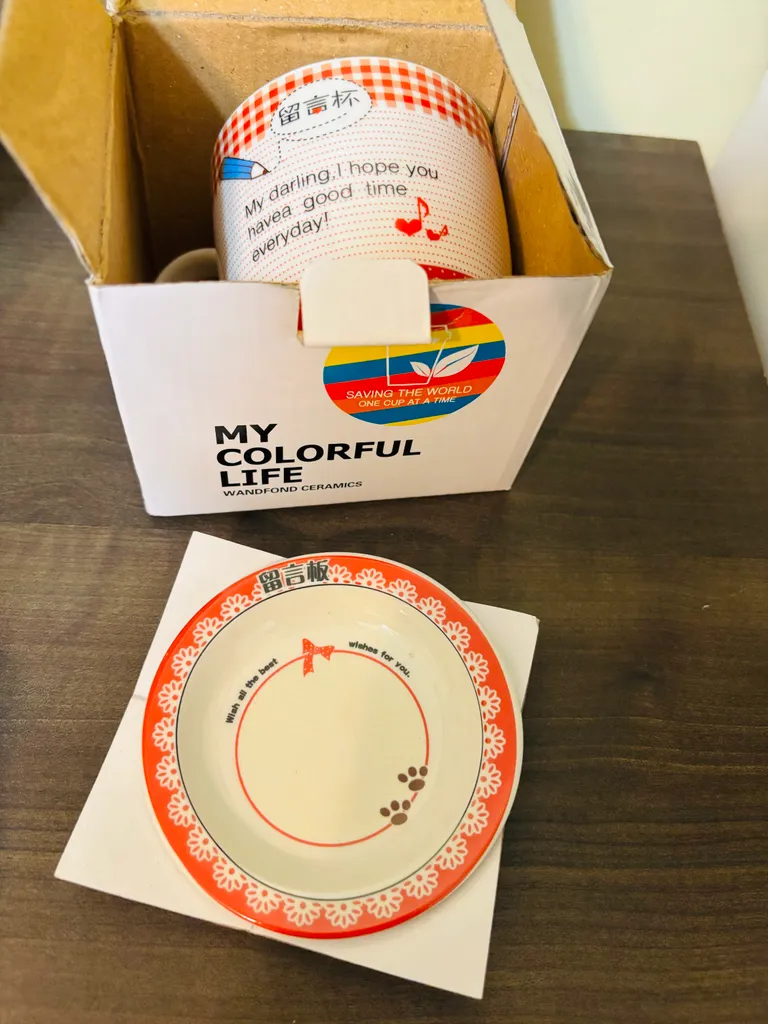 留言杯
My darling,I hope you
havea good time
everyday!
SAVING THE WORLD
ONE CUP AT A TIME
MY
COLORFUL
LIFE
WANDFOND CERAMICS
留言板
Wish all the best
wishes for you.